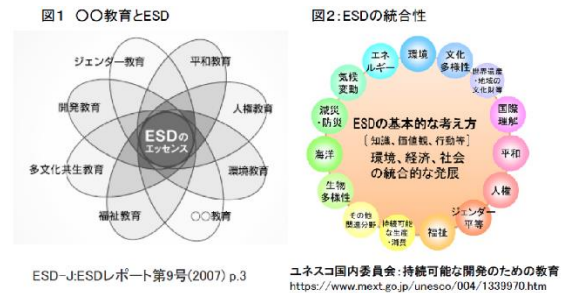 図1 〇〇教育とESD
ジェンダー教育
平和教育
開発教育
人権教育
ESDの
エッセンス
多文化共生教育
環境教育
福祉教育
〇〇教育
ESD-J:ESDレポート第9号(2007) p.3
図2:ESDの統合性
環境
エネ
ルギー
文化
多様性
世界遺産
・地域の
文化財等
気候
変動
国際
理解
減災
・防災
平和
海洋
人権
生物
多様性
ジェンダー
平等
その他
関連分野
持続可能
な生産
・消費
福祉
ESDの基本的な考え方
[知識、価値観、行動等]
環境、経済、社会
の統合的な発展
ユネスコ国内委員会:持続可能な開発のための教育
https://www.mext.go.jp/unesco/004/1339970.htm